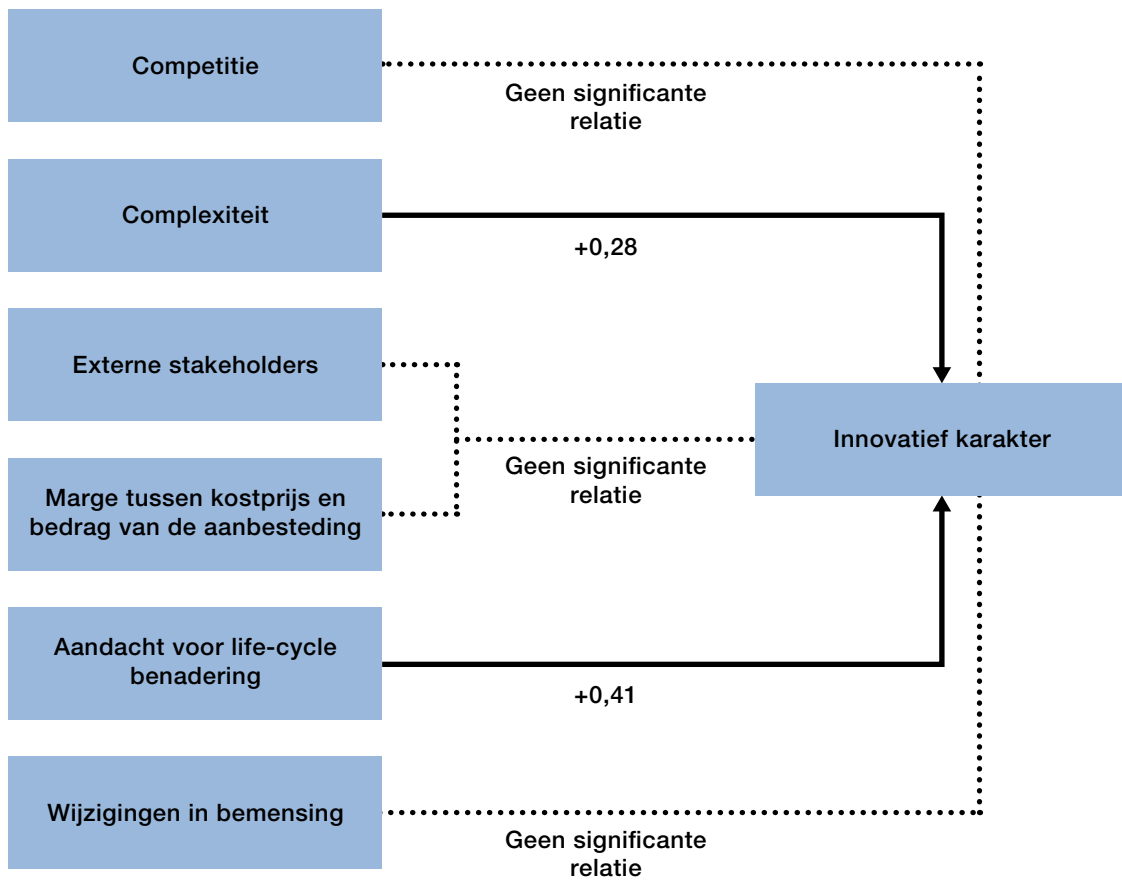 Competitie
Geen significante
relatie
Complexiteit
+0,28
Externe stakeholders
Innovatief karakter
Geen significante
relatie
Marge tussen kostprijs en
bedrag van de aanbesteding
Aandacht voor life-cycle
benadering
+0,41
Wijzigingen in bemensing
Geen significante
relatie